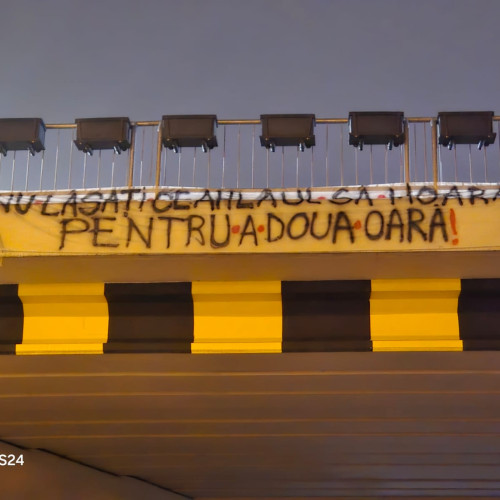 NU·LASATI·CEAHLAUL·SA·MOARA
PENTRU·A·DOUA·OARĂ!
S24